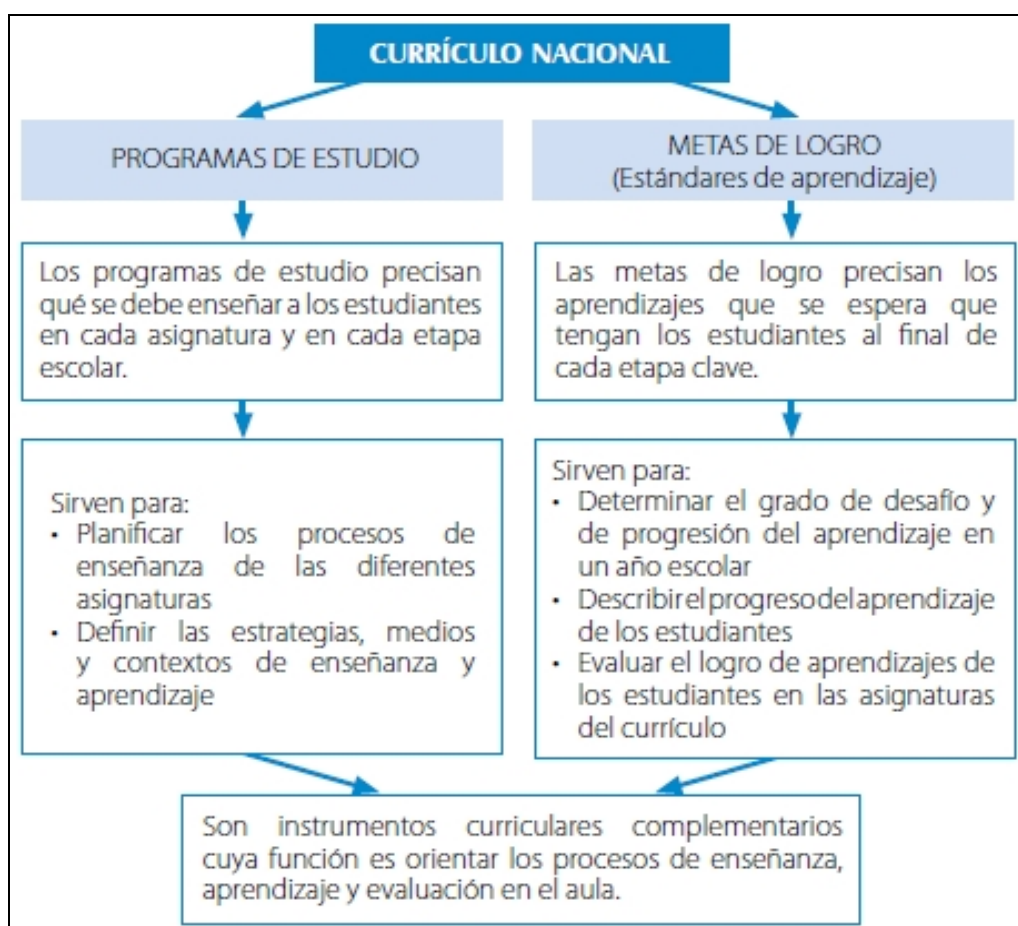 CURRÍCULO NACIONAL
PROGRAMAS DE ESTUDIO
METAS DE LOGRO
(Estándares de aprendizaje)
Los programas de estudio precisan
qué se debe enseñar a los estudiantes
en cada asignatura y en cada etapa
escolar.
Las metas de logro precisan los
aprendizajes que se espera que
tengan los estudiantes al final de
cada etapa clave.
Sirven para:
• Planificar los procesos de
enseñanza de las diferentes
asignaturas
• Definir las estrategias, medios
y contextos de enseñanza y
aprendizaje
Sirven para:
• Determinar el grado de desafío y
de progresión del aprendizaje en
un año escolar
• Describir el progreso del aprendizaje
de los estudiantes
• Evaluar el logro de aprendizajes de
los estudiantes en las asignaturas
del currículo
Son instrumentos curriculares complementarios
cuya función es orientar los procesos de enseñanza,
aprendizaje y evaluación en el aula.